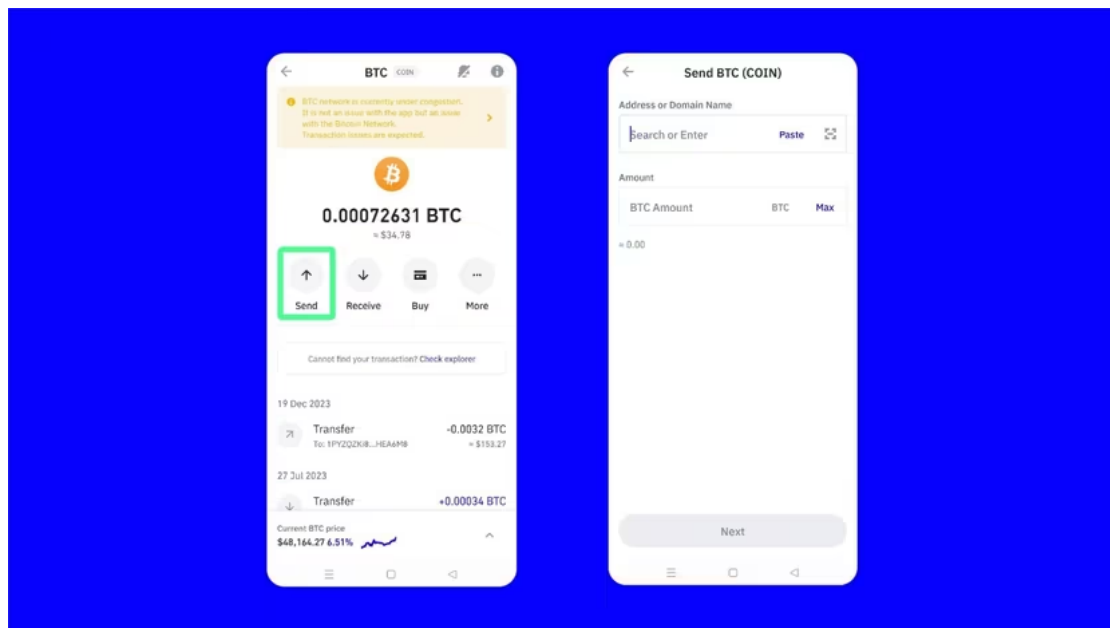 BTC COIN
BTC network is currently under congestion.
It is not an issue with the app but an issue
with the Bitcoin Network.
Transaction issues are expected.
0.00072631 BTC
≈ $34.78
Send Receive Buy More
Cannot find your transaction? Check explorer
19 Dec 2023
Transfer -0.0032 BTC
To: 1PYZQZKi8...HEA6M8 ≈ $153.27
27 Jul 2023
Transfer +0.00034 BTC
Current BTC price
$48,164.27 6.51%
Send BTC (COIN)
Address or Domain Name
Search or Enter Paste
Amount
BTC Amount BTC Max
≈ 0.00
Next